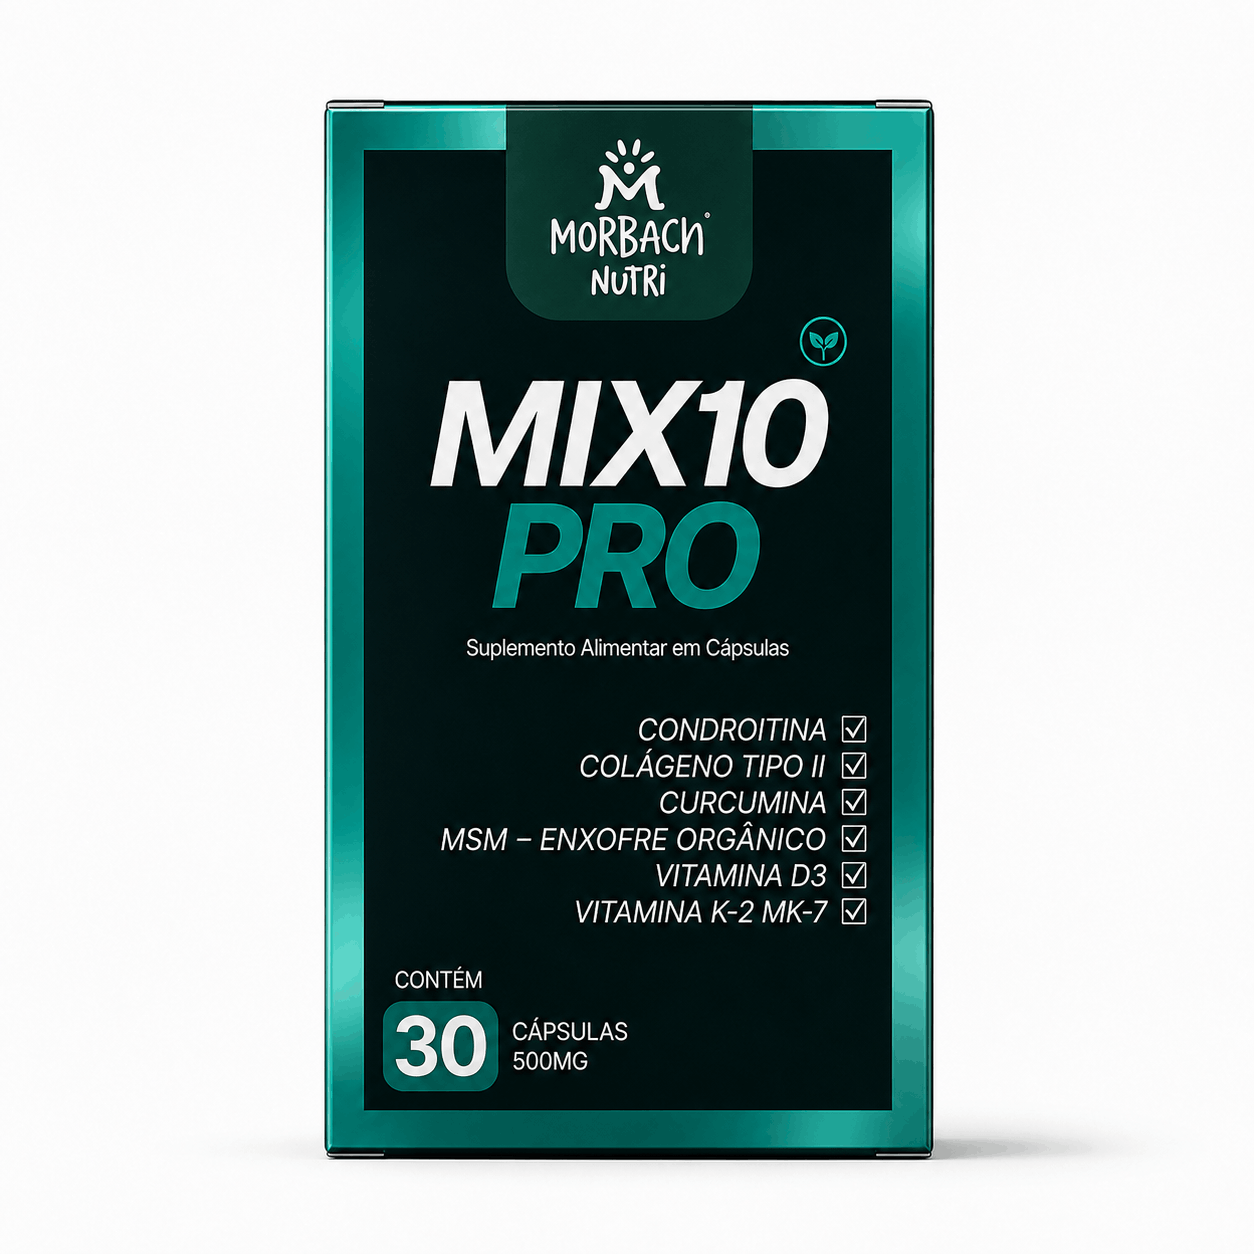 MORBACH
NUTRI
MIX10
PRO
Suplemento Alimentar em Cápsulas
CONDROITINA
COLÁGENO TIPO II
CURCUMINA
MSM – ENXOFRE ORGÂNICO
VITAMINA D3
VITAMINA K-2 MK-7
CONTÉM
30
CÁPSULAS
500MG